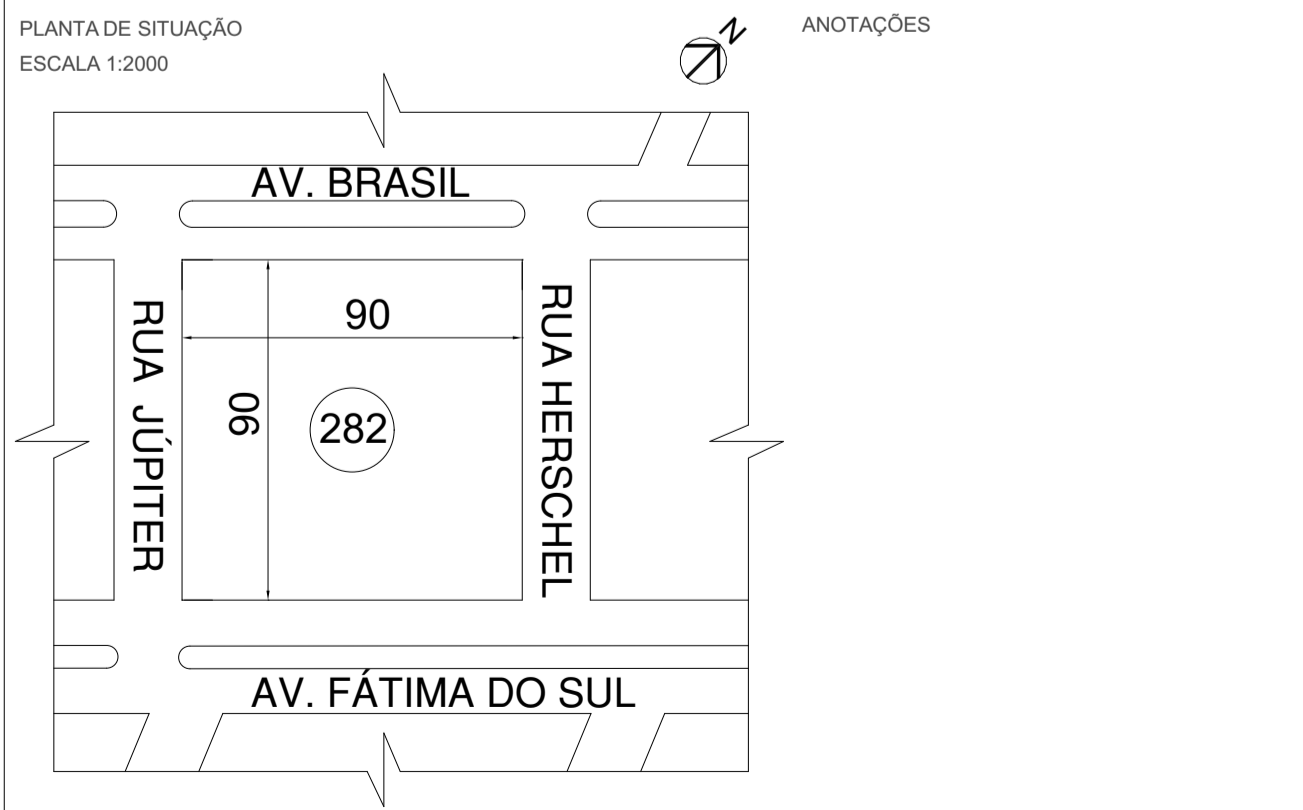 PLANTA DE SITUAÇÃO
ESCALA 1:2000
N
ANOTAÇÕES
AV. BRASIL
RUA JÚPITER
90
90
282
RUA HERSCHEL
AV. FÁTIMA DO SUL